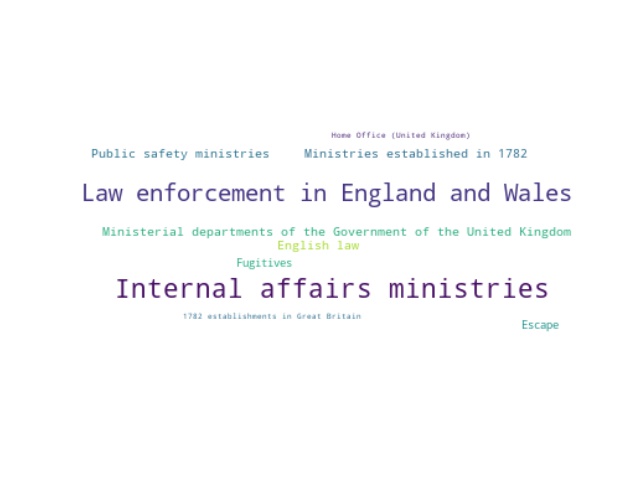 Home Office (United Kingdom)
Public safety ministries
Ministries established in 1782
Law enforcement in England and Wales
Ministerial departments of the Government of the United Kingdom
English law
Fugitives
Internal affairs ministries
1782 establishments in Great Britain
Escape